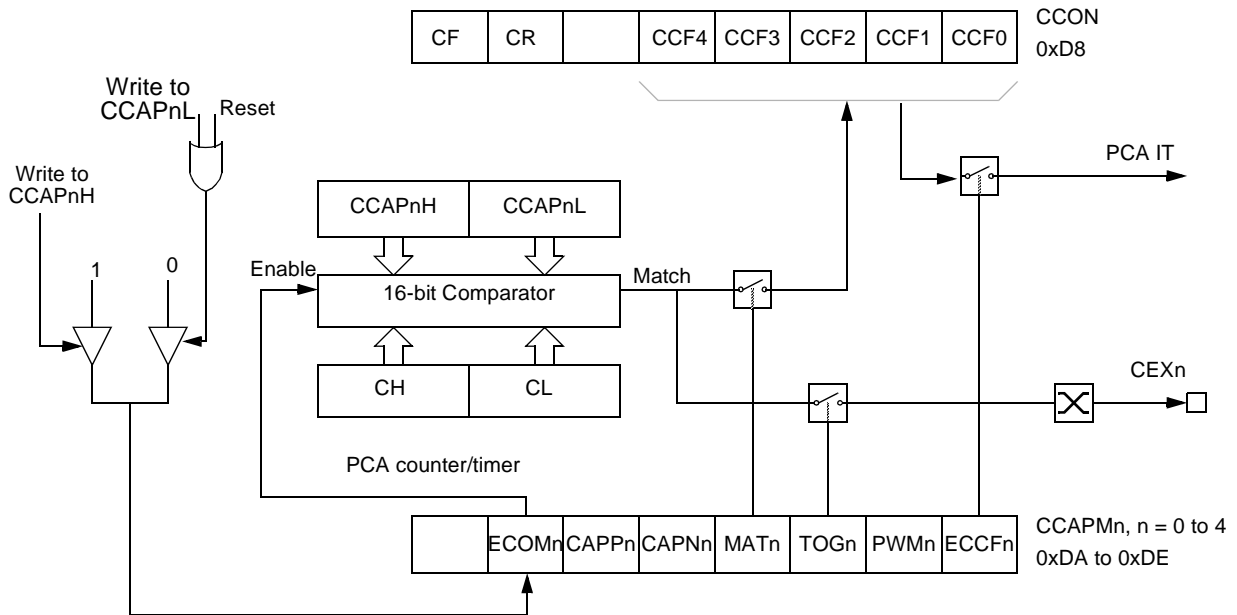 CF CR CCF4 CCF3 CCF2 CCF1 CCF0
CCON
0xD8
Write to
CCAPnL
Reset
Write to
CCAPnH
PCA IT
CCAPnH CCAPnL
1
0
Enable
16-bit Comparator
Match
CH CL
CEXn
PCA counter/timer
ECOMn CAPPn CAPNn MATn TOGn PWMn ECCFn
CCAPMn, n = 0 to 4
0xDA to 0xDE